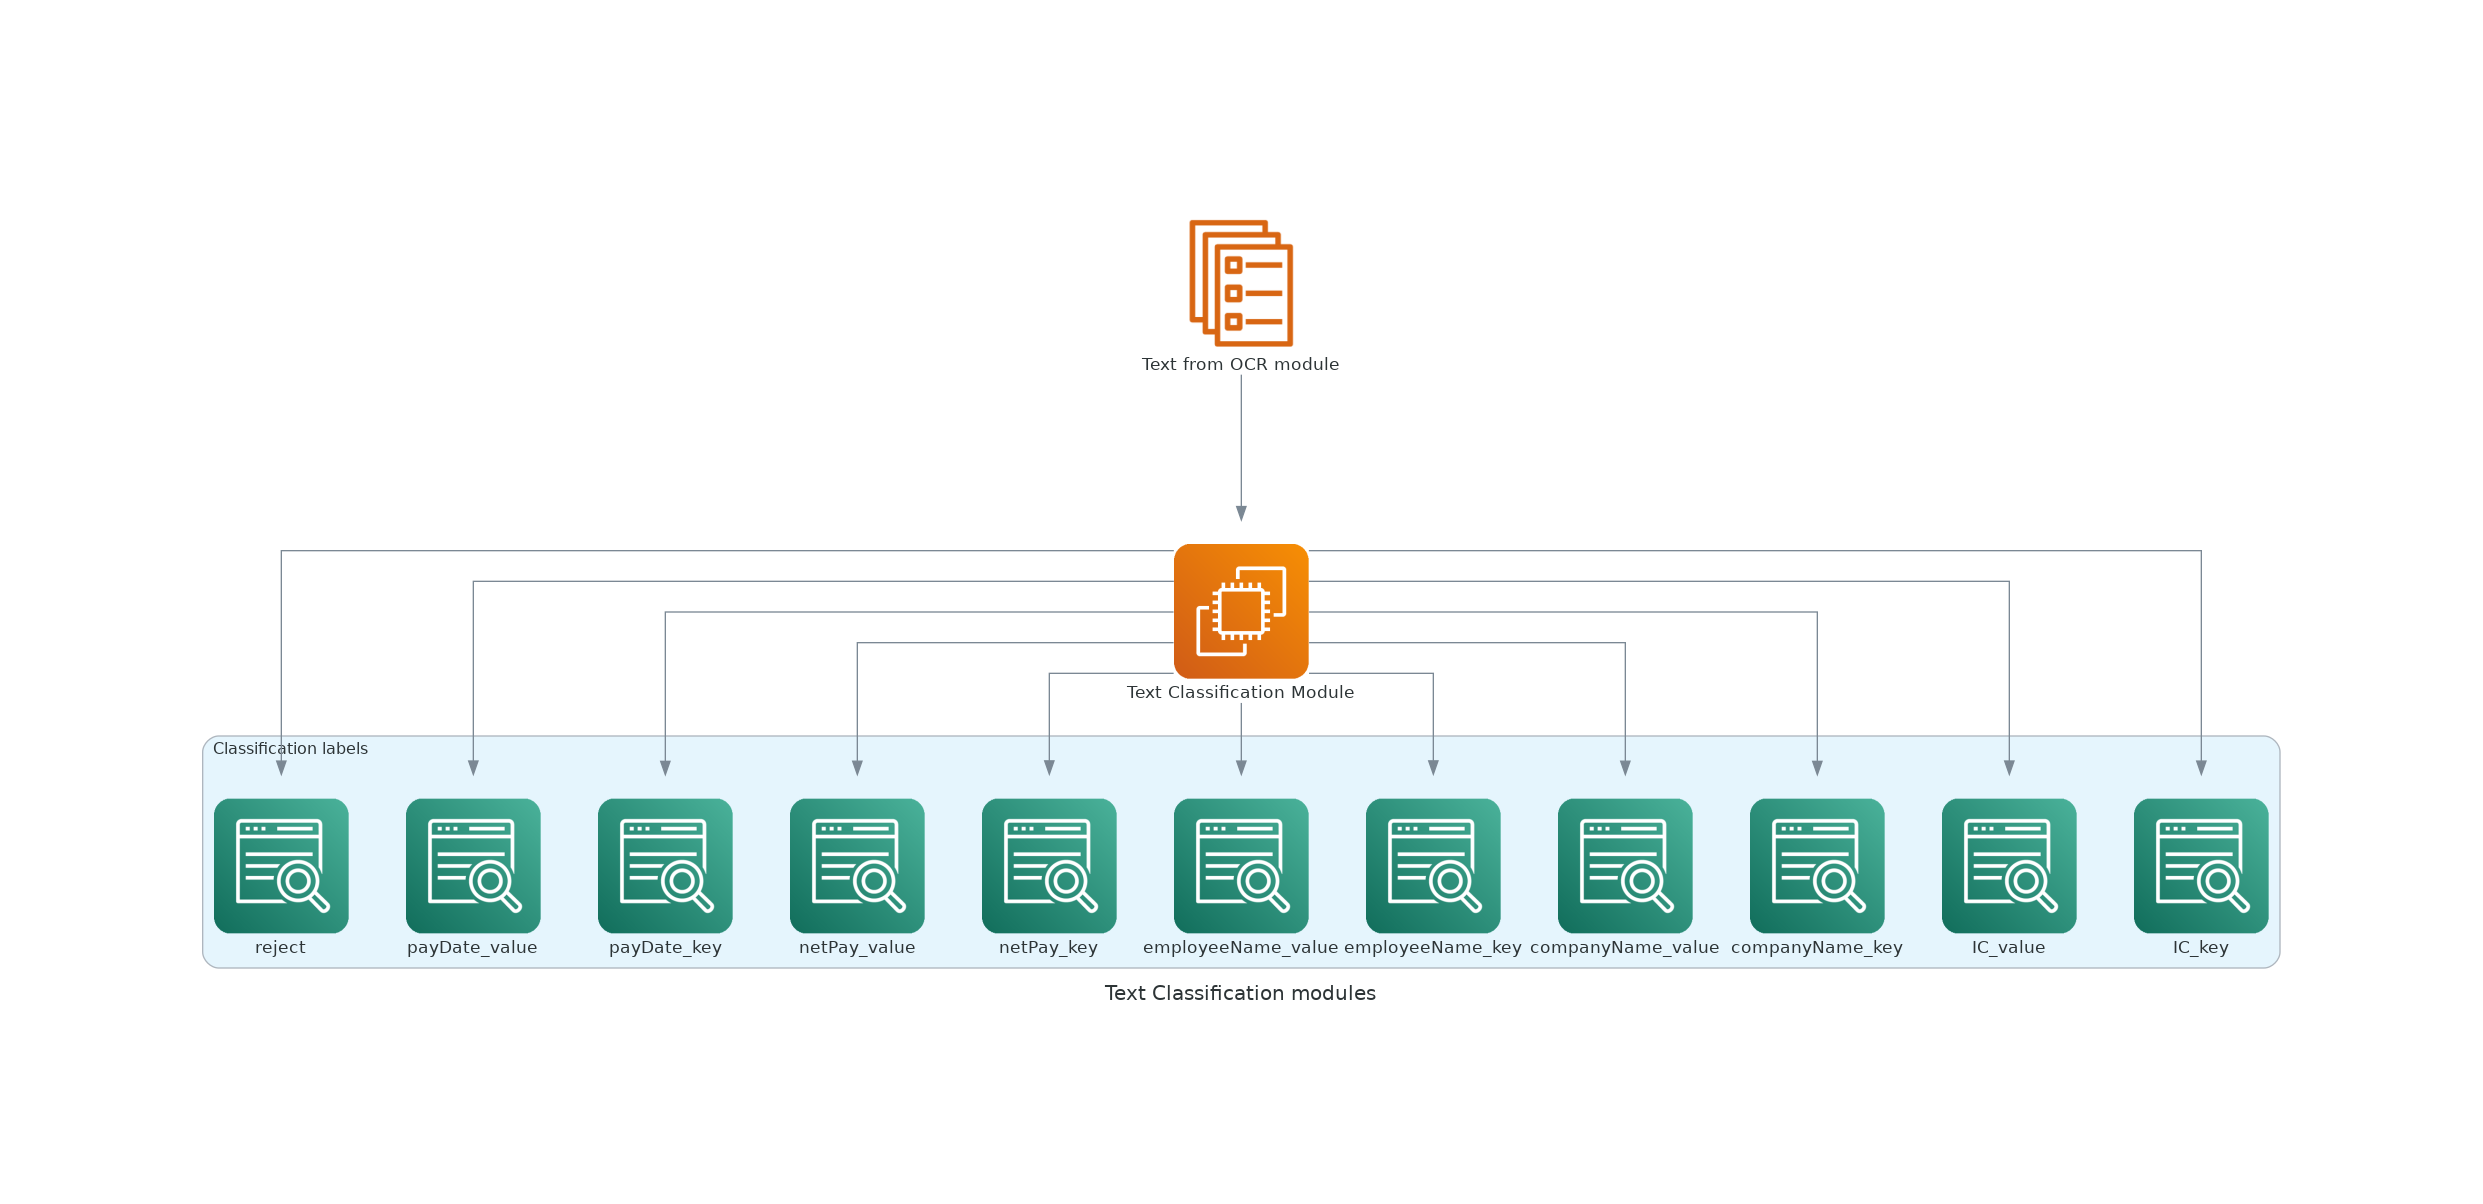 Text from OCR module
Text Classification Module
Classification labels
reject
payDate_value
payDate_key
netPay_value
netPay_key
employeeName_value
employeeName_key
companyName_value
companyName_key
IC_value
IC_key
Text Classification modules